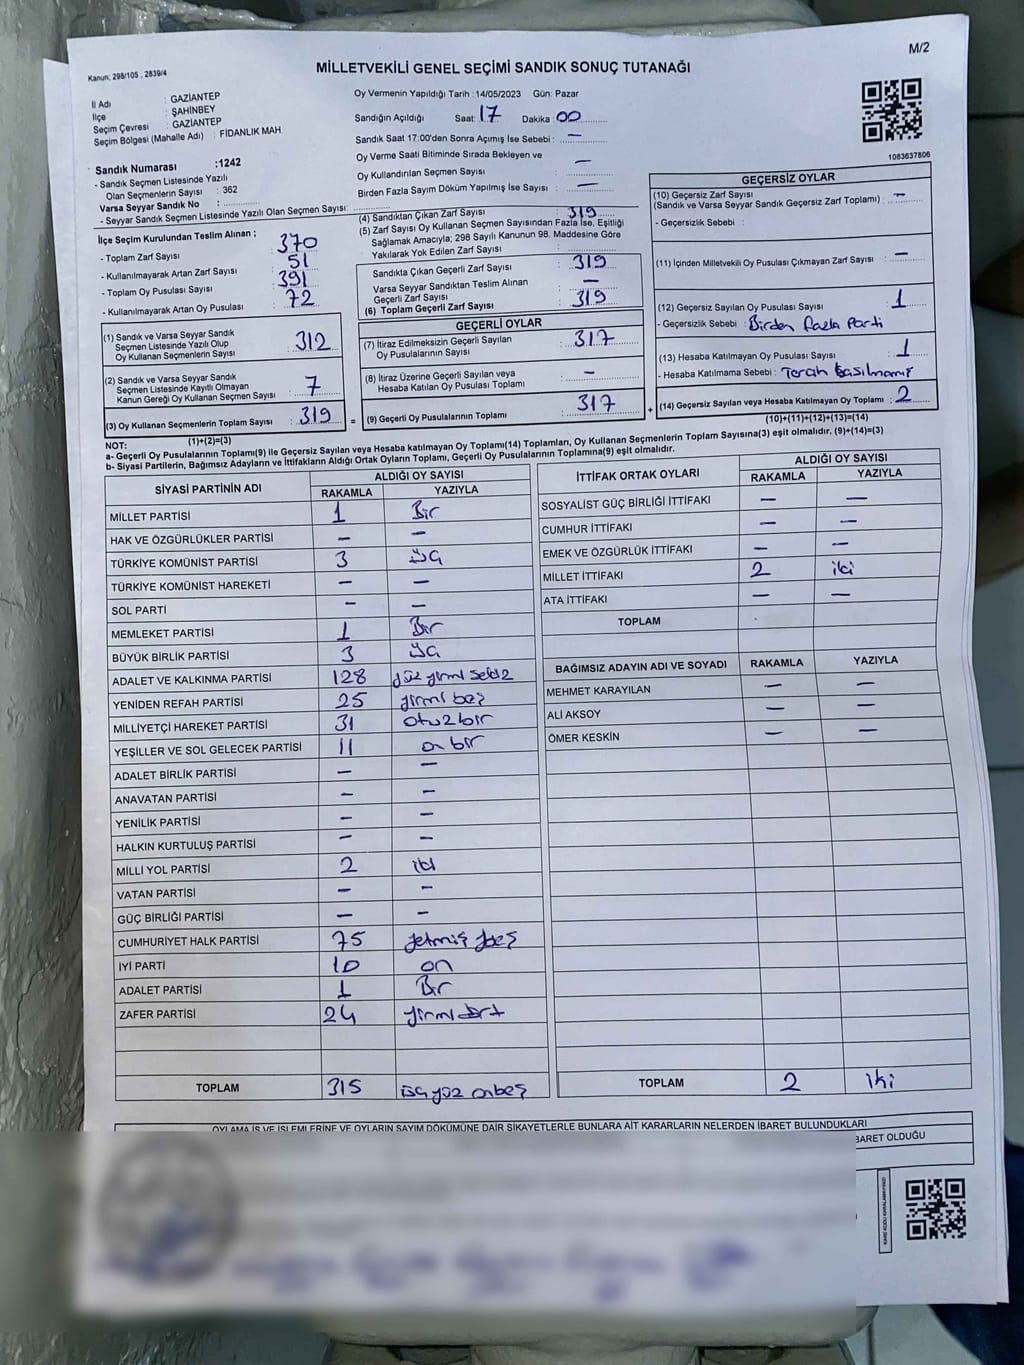 M/2
Kanun; 298/105 , 2839/4
MİLLETVEKİLİ GENEL SEÇİMİ SANDIK SONUÇ TUTANAĞI
İl Adı : GAZİANTEP
İlçe : ŞAHİNBEY
Seçim Çevresi : GAZİANTEP
Seçim Bölgesi (Mahalle Adı) : FİDANLIK MAH
Sandık Numarası :1242
- Sandık Seçmen Listesinde Yazılı
Olan Seçmenlerin Sayısı : 362
Varsa Seyyar Sandık No :
- Seyyar Sandık Seçmen Listesinde Yazılı Olan Seçmen Sayısı:
Oy Vermenin Yapıldığı Tarih :14/05/2023 Gün: Pazar
Sandığın Açıldığı Saat: 17 Dakika: 00
Sandık Saat 17:00'den Sonra Açımış İse Sebebi : —
Oy Verme Saati Bitiminde Sırada Bekleyen ve
Oy Kullandırılan Seçmen Sayısı : —
Birden Fazla Sayım Döküm Yapılmış İse Sayısı : —
1083637806
İlçe Seçim Kurulundan Teslim Alınan ;
- Toplam Zarf Sayısı 370
- Kullanılmayarak Artan Zarf Sayısı 51
- Toplam Oy Pusulası Sayısı 391
- Kullanılmayarak Artan Oy Pusulası 72
(1) Sandık ve Varsa Seyyar Sandık
Seçmen Listesinde Yazılı Olup
Oy Kullanan Seçmenlerin Sayısı 312
(2) Sandık ve Varsa Seyyar Sandık
Seçmen Listesinde Kayıtlı Olmayan
Kanun Gereği Oy Kullanan Seçmen Sayısı 7
(3) Oy Kullanan Seçmenlerin Toplam Sayısı 319 =
(1)+(2)=(3)
(4) Sandıktan Çıkan Zarf Sayısı : 319
(5) Zarf Sayısı Oy Kullanan Seçmen Sayısından Fazla İse, Eşitliği
Sağlamak Amacıyla; 298 Sayılı Kanunun 98. Maddesine Göre
Yakılarak Yok Edilen Zarf Sayısı
Sandıkta Çıkan Geçerli Zarf Sayısı : 319
Varsa Seyyar Sandıktan Teslim Alınan
Geçerli Zarf Sayısı : —
(6) Toplam Geçerli Zarf Sayısı : 319
GEÇERLİ OYLAR
(7) İtiraz Edilmeksizin Geçerli Sayılan
Oy Pusulalarının Sayısı : 317
(8) İtiraz Üzerine Geçerli Sayılan veya
Hesaba Katılan Oy Pusulası Toplamı : —
(9) Geçerli Oy Pusulalarının Toplamı : 317 +
GEÇERSİZ OYLAR
(10) Geçersiz Zarf Sayısı
(Sandık ve Varsa Seyyar Sandık Geçersiz Zarf Toplamı) : —
- Geçersizlik Sebebi :
(11) İçinden Milletvekili Oy Pusulası Çıkmayan Zarf Sayısı : —
(12) Geçersiz Sayılan Oy Pusulası Sayısı : 1
- Geçersizlik Sebebi : Birden fazla Parti
(13) Hesaba Katılmayan Oy Pusulası Sayısı : 1
- Hesaba Katılmama Sebebi : Tercih basılmamış
(14) Geçersiz Sayılan veya Hesaba Katılmayan Oy Toplamı : 2
(10)+(11)+(12)+(13)=(14)
NOT:
a- Geçerli Oy Pusulalarının Toplamı(9) ile Geçersiz Sayılan veya Hesaba katılmayan Oy Toplamı(14) Toplamları, Oy Kullanan Seçmenlerin Toplam Sayısına(3) eşit olmalıdır. (9)+(14)=(3)
b- Siyasi Partilerin, Bağımsız Adayların ve İttifakların Aldığı Ortak Oyların Toplamı, Geçerli Oy Pusulalarının Toplamına(9) eşit olmalıdır.
SİYASİ PARTİNİN ADI ALDIĞI OY SAYISI
RAKAMLA YAZIYLA
MİLLET PARTİSİ 1 Bir
HAK VE ÖZGÜRLÜKLER PARTİSİ — —
TÜRKİYE KOMÜNİST PARTİSİ 3 üç
TÜRKİYE KOMÜNİST HAREKETİ — —
SOL PARTİ — —
MEMLEKET PARTİSİ 1 Bir
BÜYÜK BİRLİK PARTİSİ 3 üç
ADALET VE KALKINMA PARTİSİ 128 yüz yirmi sekiz
YENİDEN REFAH PARTİSİ 25 yirmi beş
MİLLİYETÇİ HAREKET PARTİSİ 31 otuz bir
YEŞİLLER VE SOL GELECEK PARTİSİ 11 on bir
ADALET BİRLİK PARTİSİ — —
ANAVATAN PARTİSİ — —
YENİLİK PARTİSİ — —
HALKIN KURTULUŞ PARTİSİ — —
MİLLİ YOL PARTİSİ 2 iki
VATAN PARTİSİ — —
GÜÇ BİRLİĞİ PARTİSİ — —
CUMHURİYET HALK PARTİSİ 75 yetmiş beş
İYİ PARTİ 10 on
ADALET PARTİSİ 1 Bir
ZAFER PARTİSİ 24 yirmi dört
TOPLAM 315 üçyüz onbeş
İTTİFAK ORTAK OYLARI ALDIĞI OY SAYISI
RAKAMLA YAZIYLA
SOSYALİST GÜÇ BİRLİĞİ İTTİFAKI — —
CUMHUR İTTİFAKI — —
EMEK VE ÖZGÜRLÜK İTTİFAKI — —
MİLLET İTTİFAKI 2 iki
ATA İTTİFAKI — —
TOPLAM
BAĞIMSIZ ADAYIN ADI VE SOYADI RAKAMLA YAZIYLA
MEHMET KARAYILAN — —
ALİ AKSOY — —
ÖMER KESKİN — —
TOPLAM 2 iki
OYLAMA İŞ VE İŞLEMLERİNE VE OYLARIN SAYIM DÖKÜMÜNE DAİR ŞİKAYETLERLE BUNLARA AİT KARARLARIN NELERDEN İBARET BULUNDUKLARI
BARET OLDUĞU